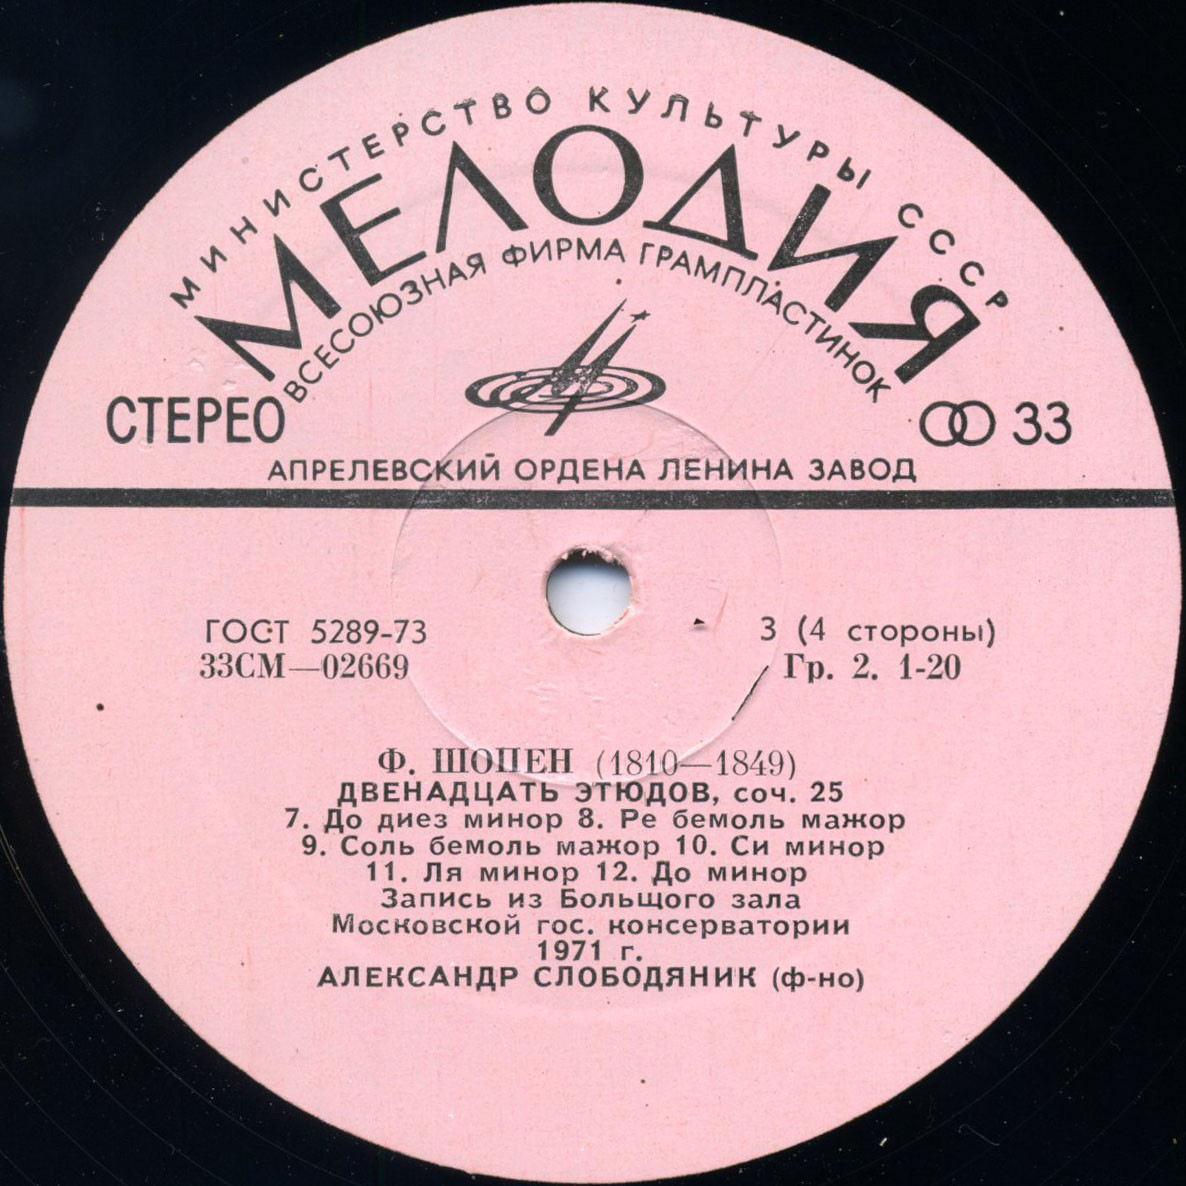 МИНИСТЕРСТВО КУЛЬТУРЫ СССР
МЕЛОДИЯ
ВСЕСОЮЗНАЯ ФИРМА ГРАМПЛАСТИНОК
СТЕРЕО 33
АПРЕЛЕВСКИЙ ОРДЕНА ЛЕНИНА ЗАВОД
ГОСТ 5289-73 3 (4 стороны)
33СМ—02669 Гр. 2. 1-20
Ф. ШОПЕН (1810—1849)
ДВЕНАДЦАТЬ ЭТЮДОВ, соч. 25
7. До диез минор 8. Ре бемоль мажор
9. Соль бемоль мажор 10. Си минор
11. Ля минор 12. До минор
Запись из Больщого зала
Московской гос. консерватории
1971 г.
АЛЕКСАНДР СЛОБОДЯНИК (ф-но)